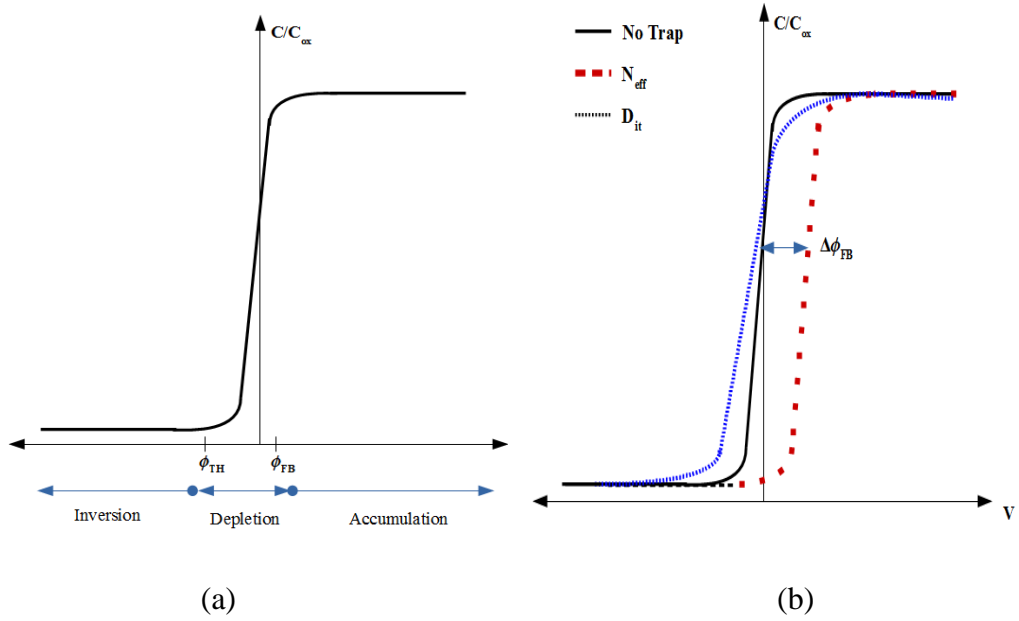 C/Cox
ϕTH
ϕFB
Inversion
Depletion
Accumulation
(a)
No Trap
Neff
Dit
C/Cox
ΔϕFB
V
(b)